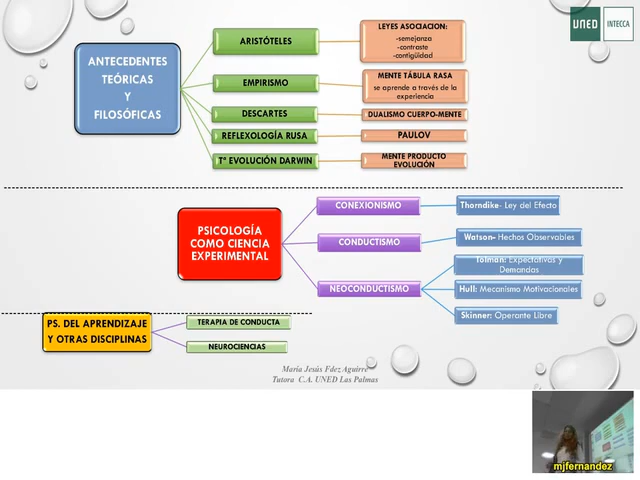 UNED INTECCA
ANTECEDENTES
TEÓRICAS
Y
FILOSÓFICAS
ARISTÓTELES
LEYES ASOCIACION:
-semejanza
-contraste
-contigüidad
EMPIRISMO
MENTE TÁBULA RASA
se aprende a través de la
experiencia
DESCARTES
DUALISMO CUERPO-MENTE
REFLEXOLOGÍA RUSA
PAULOV
Tª EVOLUCIÓN DARWIN
MENTE PRODUCTO
EVOLUCIÓN
PSICOLOGÍA
COMO CIENCIA
EXPERIMENTAL
CONEXIONISMO
Thorndike- Ley del Efecto
CONDUCTISMO
Watson- Hechos Observables
NEOCONDUCTISMO
Tolman: Expectativas y
Demandas
Hull: Mecanismo Motivacionales
Skinner: Operante Libre
PS. DEL APRENDIZAJE
Y OTRAS DISCIPLINAS
TERAPIA DE CONDUCTA
NEUROCIENCIAS
María Jesús Fdez Aguirre
Tutora C.A. UNED Las Palmas
mjfernandez